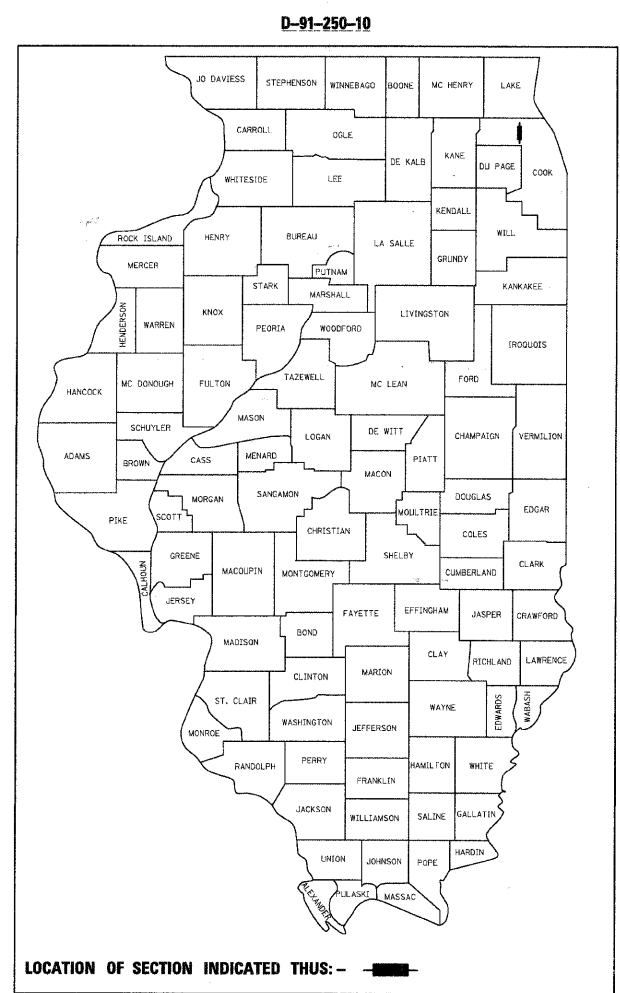 D-91-250-10
JO DAVIESS
STEPHENSON
WINNEBAGO
BOONE
MC HENRY
LAKE
CARROLL
OGLE
DE KALB
KANE
DU PAGE
COOK
WHITESIDE
LEE
KENDALL
WILL
ROCK ISLAND
HENRY
BUREAU
LA SALLE
GRUNDY
MERCER
PUTNAM
KANKAKEE
STARK
MARSHALL
HENDERSON
WARREN
KNOX
PEORIA
WOODFORD
LIVINGSTON
IROQUOIS
HANCOCK
MC DONOUGH
FULTON
TAZEWELL
MC LEAN
FORD
MASON
SCHUYLER
LOGAN
DE WITT
CHAMPAIGN
VERMILION
ADAMS
BROWN
CASS
MENARD
MACON
PIATT
MORGAN
SANGAMON
DOUGLAS
EDGAR
PIKE
SCOTT
CHRISTIAN
MOULTRIE
COLES
CALHOUN
GREENE
MACOUPIN
MONTGOMERY
SHELBY
CUMBERLAND
CLARK
JERSEY
FAYETTE
EFFINGHAM
JASPER
CRAWFORD
MADISON
BOND
CLAY
RICHLAND
LAWRENCE
CLINTON
MARION
ST. CLAIR
WAYNE
EDWARDS
WABASH
WASHINGTON
JEFFERSON
MONROE
RANDOLPH
PERRY
HAMILTON
WHITE
FRANKLIN
JACKSON
WILLIAMSON
SALINE
GALLATIN
UNION
JOHNSON
POPE
HARDIN
ALEXANDER
PULASKI
MASSAC
LOCATION OF SECTION INDICATED THUS: -